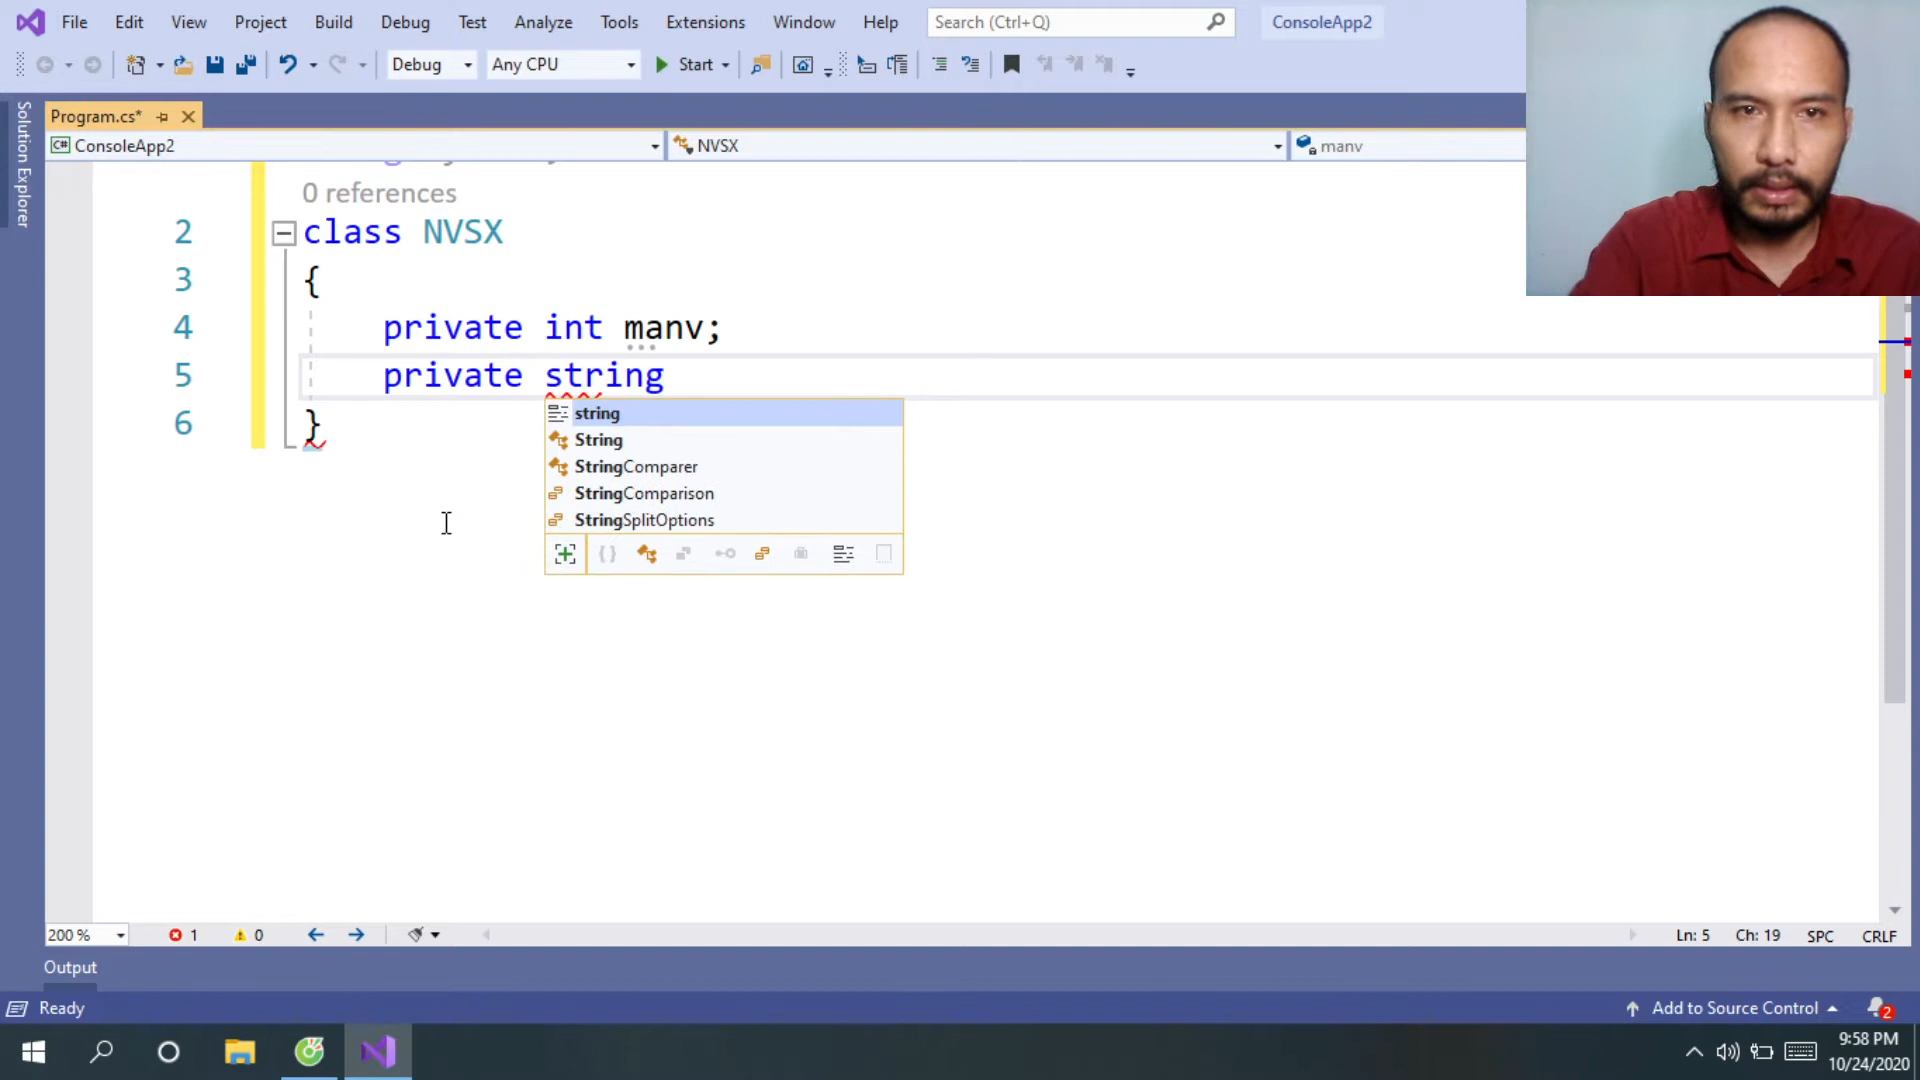 File Edit View Project Build Debug Test Analyze Tools Extensions Window Help Search (Ctrl+Q) ConsoleApp2
Debug Any CPU Start
Solution Explorer
Program.cs*
C# ConsoleApp2 NVSX manv
0 references
2 class NVSX
3 {
4 private int manv;
5 private string
6 }
string
String
StringComparer
StringComparison
StringSplitOptions
200 % 1 0 Ln: 5 Ch: 19 SPC CRLF
Output
Ready Add to Source Control 2
9:58 PM
10/24/2020